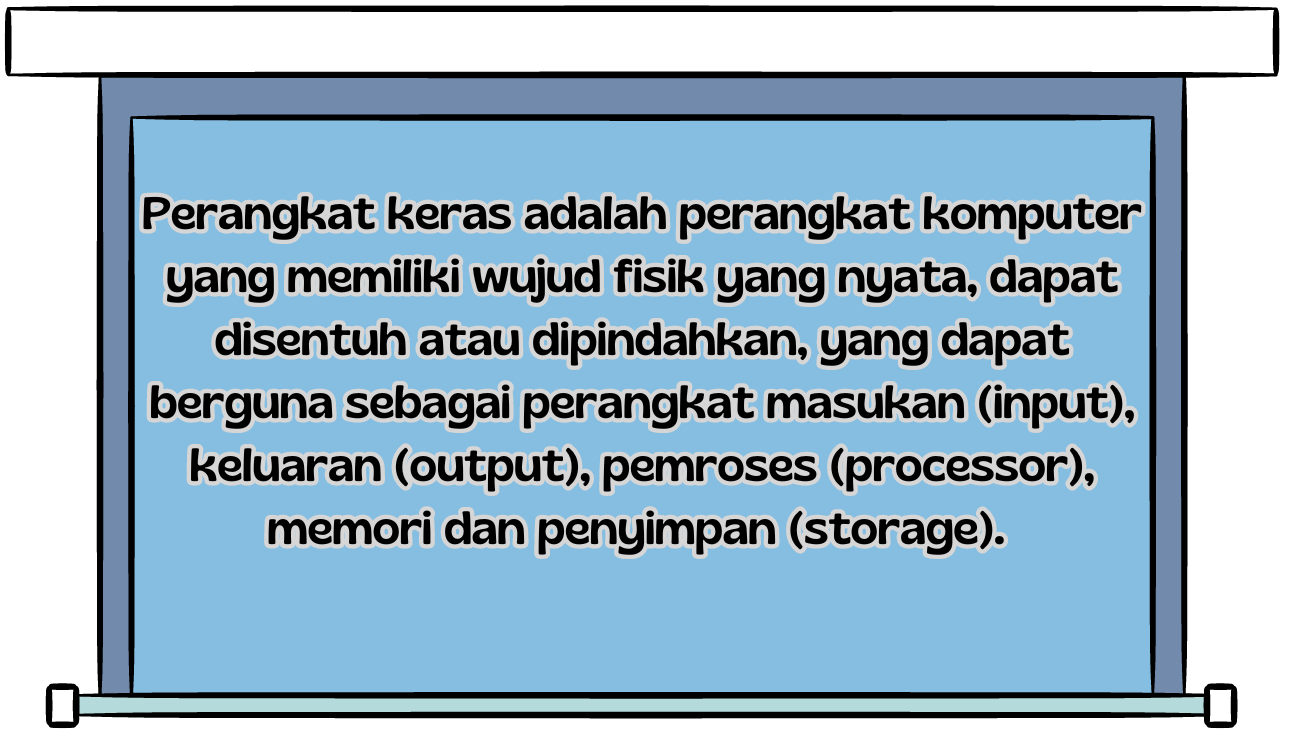 Perangkat keras adalah perangkat komputer
yang memiliki wujud fisik yang nyata, dapat
disentuh atau dipindahkan, yang dapat
berguna sebagai perangkat masukan (input),
keluaran (output), pemroses (processor),
memori dan penyimpan (storage).